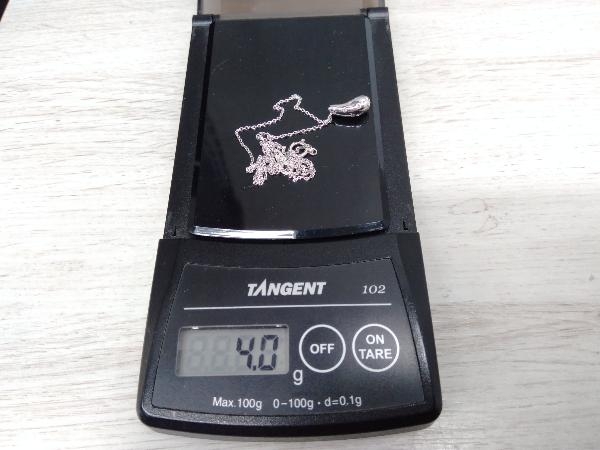 TANGENT 102
4.0 g
OFF
ON
TARE
Max.100g 0-100g・d=0.1g